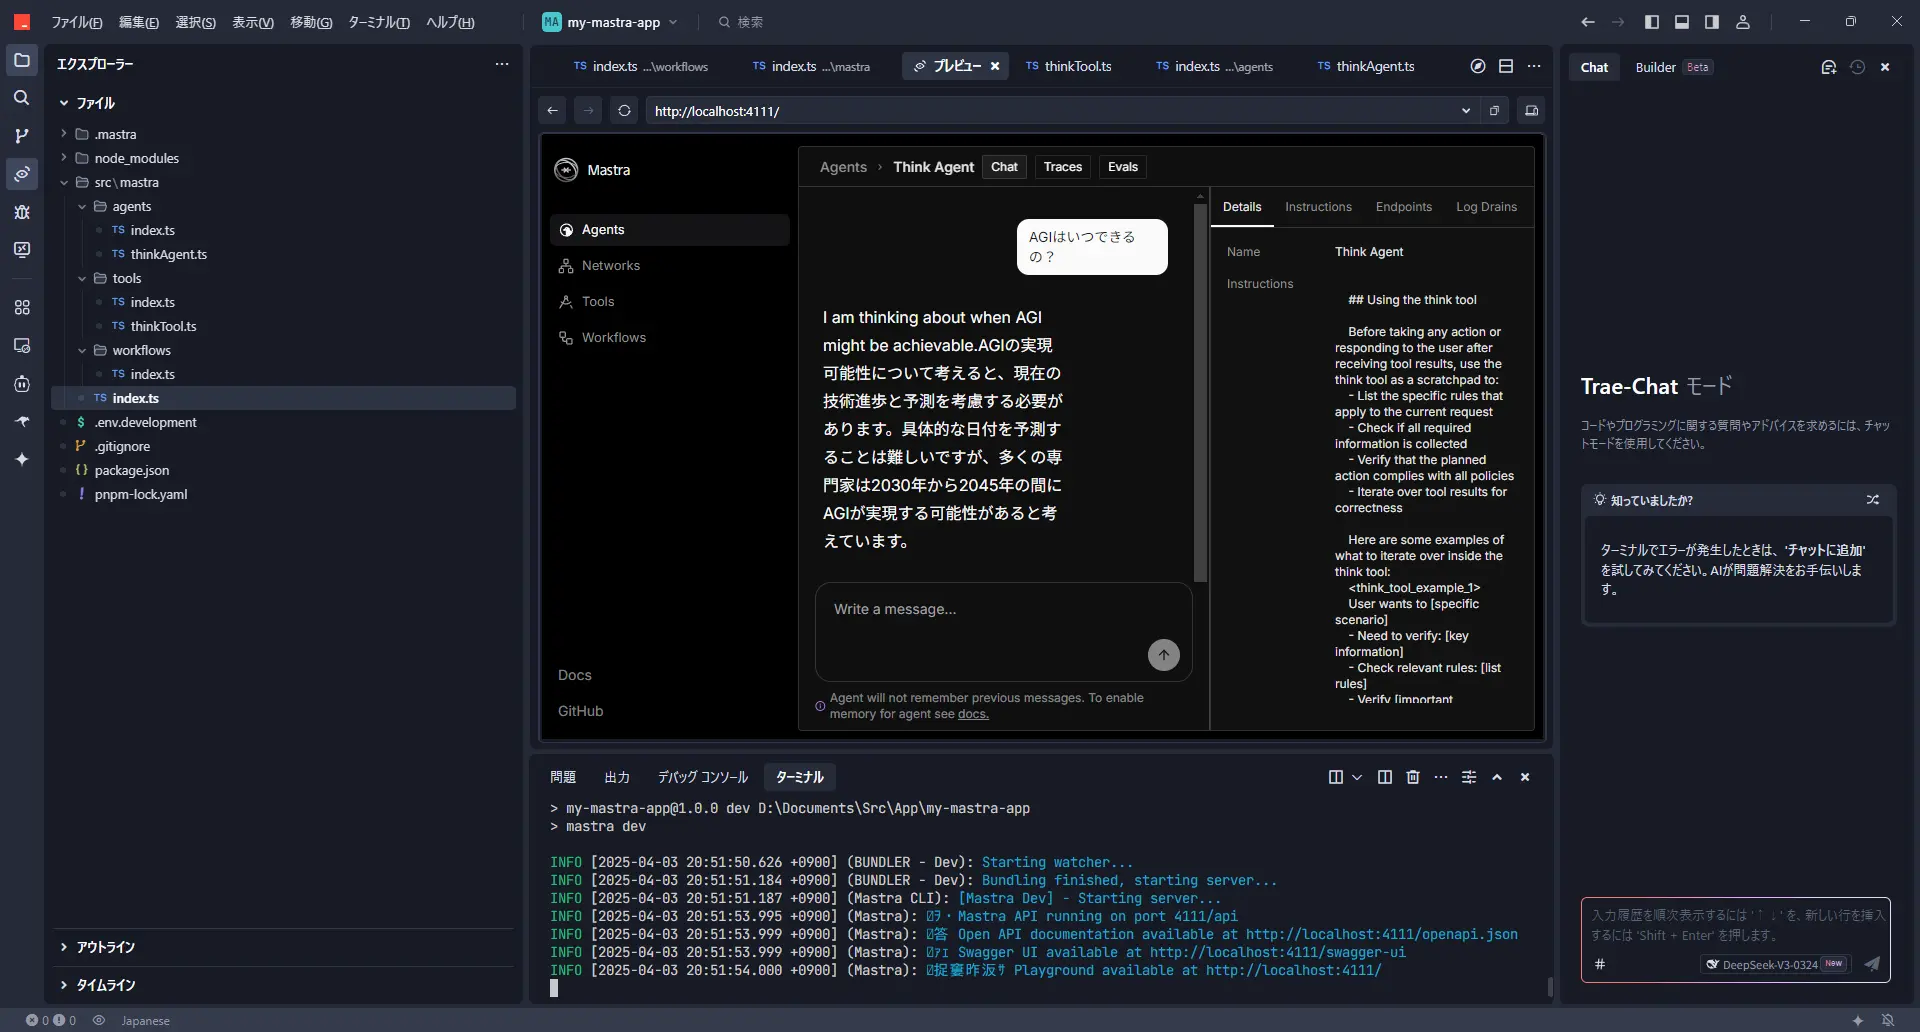 ファイル(F) 編集(E) 選択(S) 表示(V) 移動(G) ターミナル(T) ヘルプ(H)
MA my-mastra-app
検索
エクスプローラー
ファイル
.mastra
node_modules
src\mastra
agents
TS index.ts
TS thinkAgent.ts
tools
TS index.ts
TS thinkTool.ts
workflows
TS index.ts
TS index.ts
$ .env.development
.gitignore
{} package.json
! pnpm-lock.yaml
アウトライン
タイムライン
TS index.ts ...\workflows
TS index.ts ...\mastra
プレビュー
TS thinkTool.ts
TS index.ts ...\agents
TS thinkAgent.ts
http://localhost:4111/
Mastra
Agents
Networks
Tools
Workflows
Docs
GitHub
Agents › Think Agent Chat Traces Evals
AGIはいつできる
の？
I am thinking about when AGI
might be achievable.AGIの実現
可能性について考えると、現在の
技術進歩と予測を考慮する必要が
あります。具体的な日付を予測す
ることは難しいですが、多くの専
門家は2030年から2045年の間に
AGIが実現する可能性があると考
えています。
Write a message...
Agent will not remember previous messages. To enable
memory for agent see docs.
Details Instructions Endpoints Log Drains
Name Think Agent
Instructions
## Using the think tool
Before taking any action or
responding to the user after
receiving tool results, use the
think tool as a scratchpad to:
- List the specific rules that
apply to the current request
- Check if all required
information is collected
- Verify that the planned
action complies with all policies
- Iterate over tool results for
correctness
Here are some examples of
what to iterate over inside the
think tool:
<think_tool_example_1>
User wants to [specific
scenario]
- Need to verify: [key
information]
- Check relevant rules: [list
rules]
- Verify [important
問題 出力 デバッグ コンソール ターミナル
> my-mastra-app@1.0.0 dev D:\Documents\Src\App\my-mastra-app
> mastra dev
INFO [2025-04-03 20:51:50.626 +0900] (BUNDLER - Dev): Starting watcher...
INFO [2025-04-03 20:51:51.184 +0900] (BUNDLER - Dev): Bundling finished, starting server...
INFO [2025-04-03 20:51:51.187 +0900] (Mastra CLI): [Mastra Dev] - Starting server...
INFO [2025-04-03 20:51:53.995 +0900] (Mastra): Mastra API running on port 4111/api
INFO [2025-04-03 20:51:53.999 +0900] (Mastra): Open API documentation available at http://localhost:4111/openapi.json
INFO [2025-04-03 20:51:53.999 +0900] (Mastra): Swagger UI available at http://localhost:4111/swagger-ui
INFO [2025-04-03 20:51:54.000 +0900] (Mastra): Playground available at http://localhost:4111/
Chat Builder Beta
Trae-Chat モード
コードやプログラミングに関する質問やアドバイスを求めるには、チャッ
トモードを使用してください。
知っていましたか?
ターミナルでエラーが発生したときは、'チャットに追加'
を試してみてください。AIが問題解決をお手伝いしま
す。
入力履歴を順次表示するには '↑ ↓' を、新しい行を挿入
するには 'Shift + Enter' を押します。
# DeepSeek-V3-0324 New
0 0 Japanese